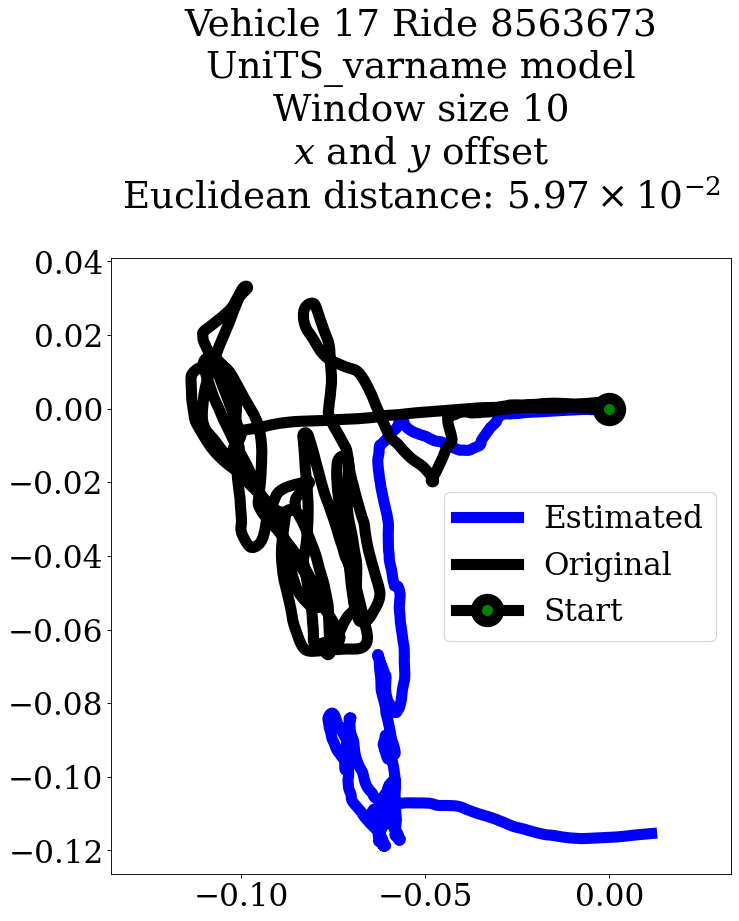 Vehicle 17 Ride 8563673
UniTS_varname model
Window size 10
x and y offset
Euclidean distance: 5.97 × 10⁻²
0.04
0.02
0.00
−0.02
−0.04
−0.06
−0.08
−0.10
−0.12
Estimated
Original
Start
−0.10
−0.05
0.00